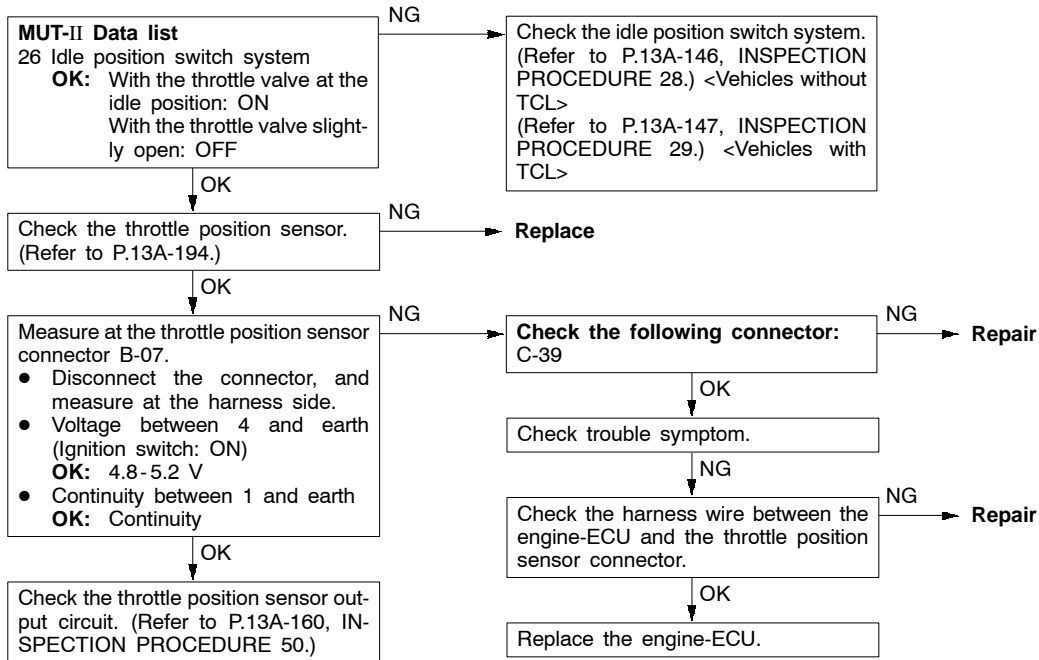 MUT-II Data list
26 Idle position switch system
OK: With the throttle valve at the
idle position: ON
With the throttle valve slight-
ly open: OFF
NG
Check the idle position switch system.
(Refer to P.13A-146, INSPECTION
PROCEDURE 28.) <Vehicles without
TCL>
(Refer to P.13A-147, INSPECTION
PROCEDURE 29.) <Vehicles with
TCL>
OK
Check the throttle position sensor.
(Refer to P.13A-194.)
NG
Replace
OK
Measure at the throttle position sensor
connector B-07.
● Disconnect the connector, and
measure at the harness side.
● Voltage between 4 and earth
(Ignition switch: ON)
OK: 4.8-5.2 V
● Continuity between 1 and earth
OK: Continuity
NG
Check the following connector:
C-39
NG
Repair
OK
Check trouble symptom.
NG
Check the harness wire between the
engine-ECU and the throttle position
sensor connector.
NG
Repair
OK
Replace the engine-ECU.
OK
Check the throttle position sensor out-
put circuit. (Refer to P.13A-160, IN-
SPECTION PROCEDURE 50.)